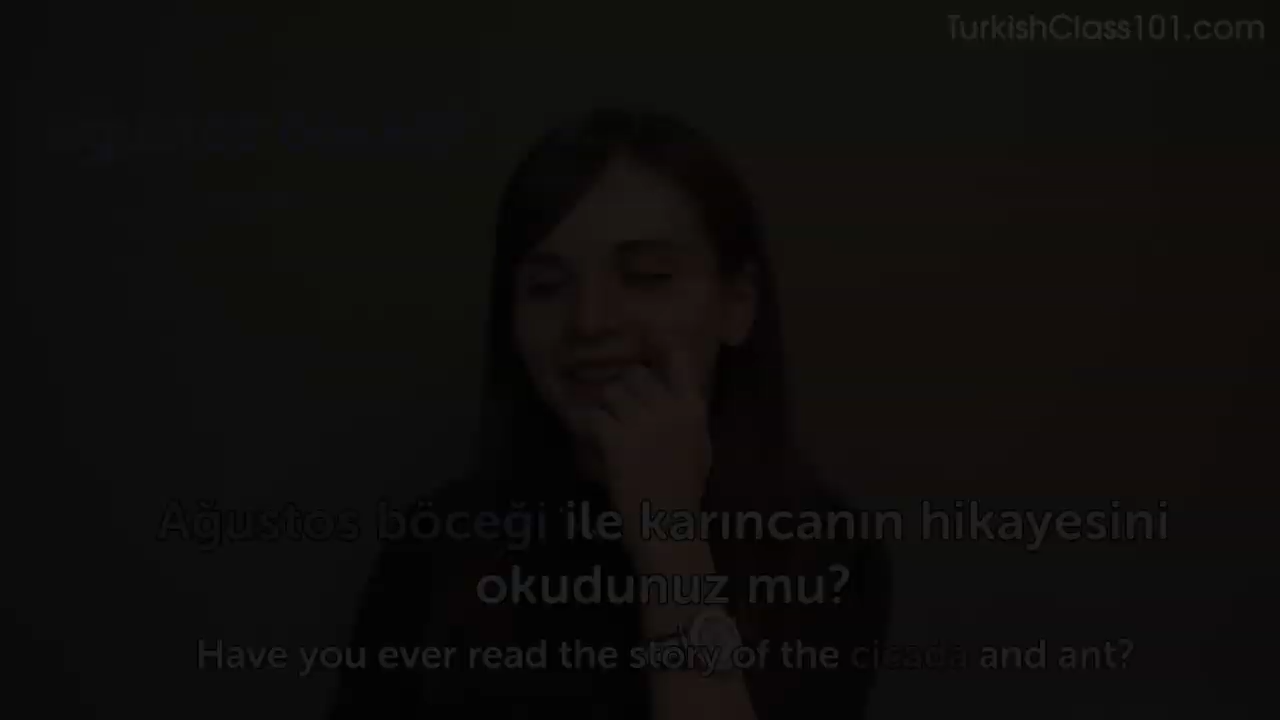 TurkishClass101.com
Ağustos böceği ile karıncanın hikayesini
okudunuz mu?
Have you ever read the story of the cicada and ant?